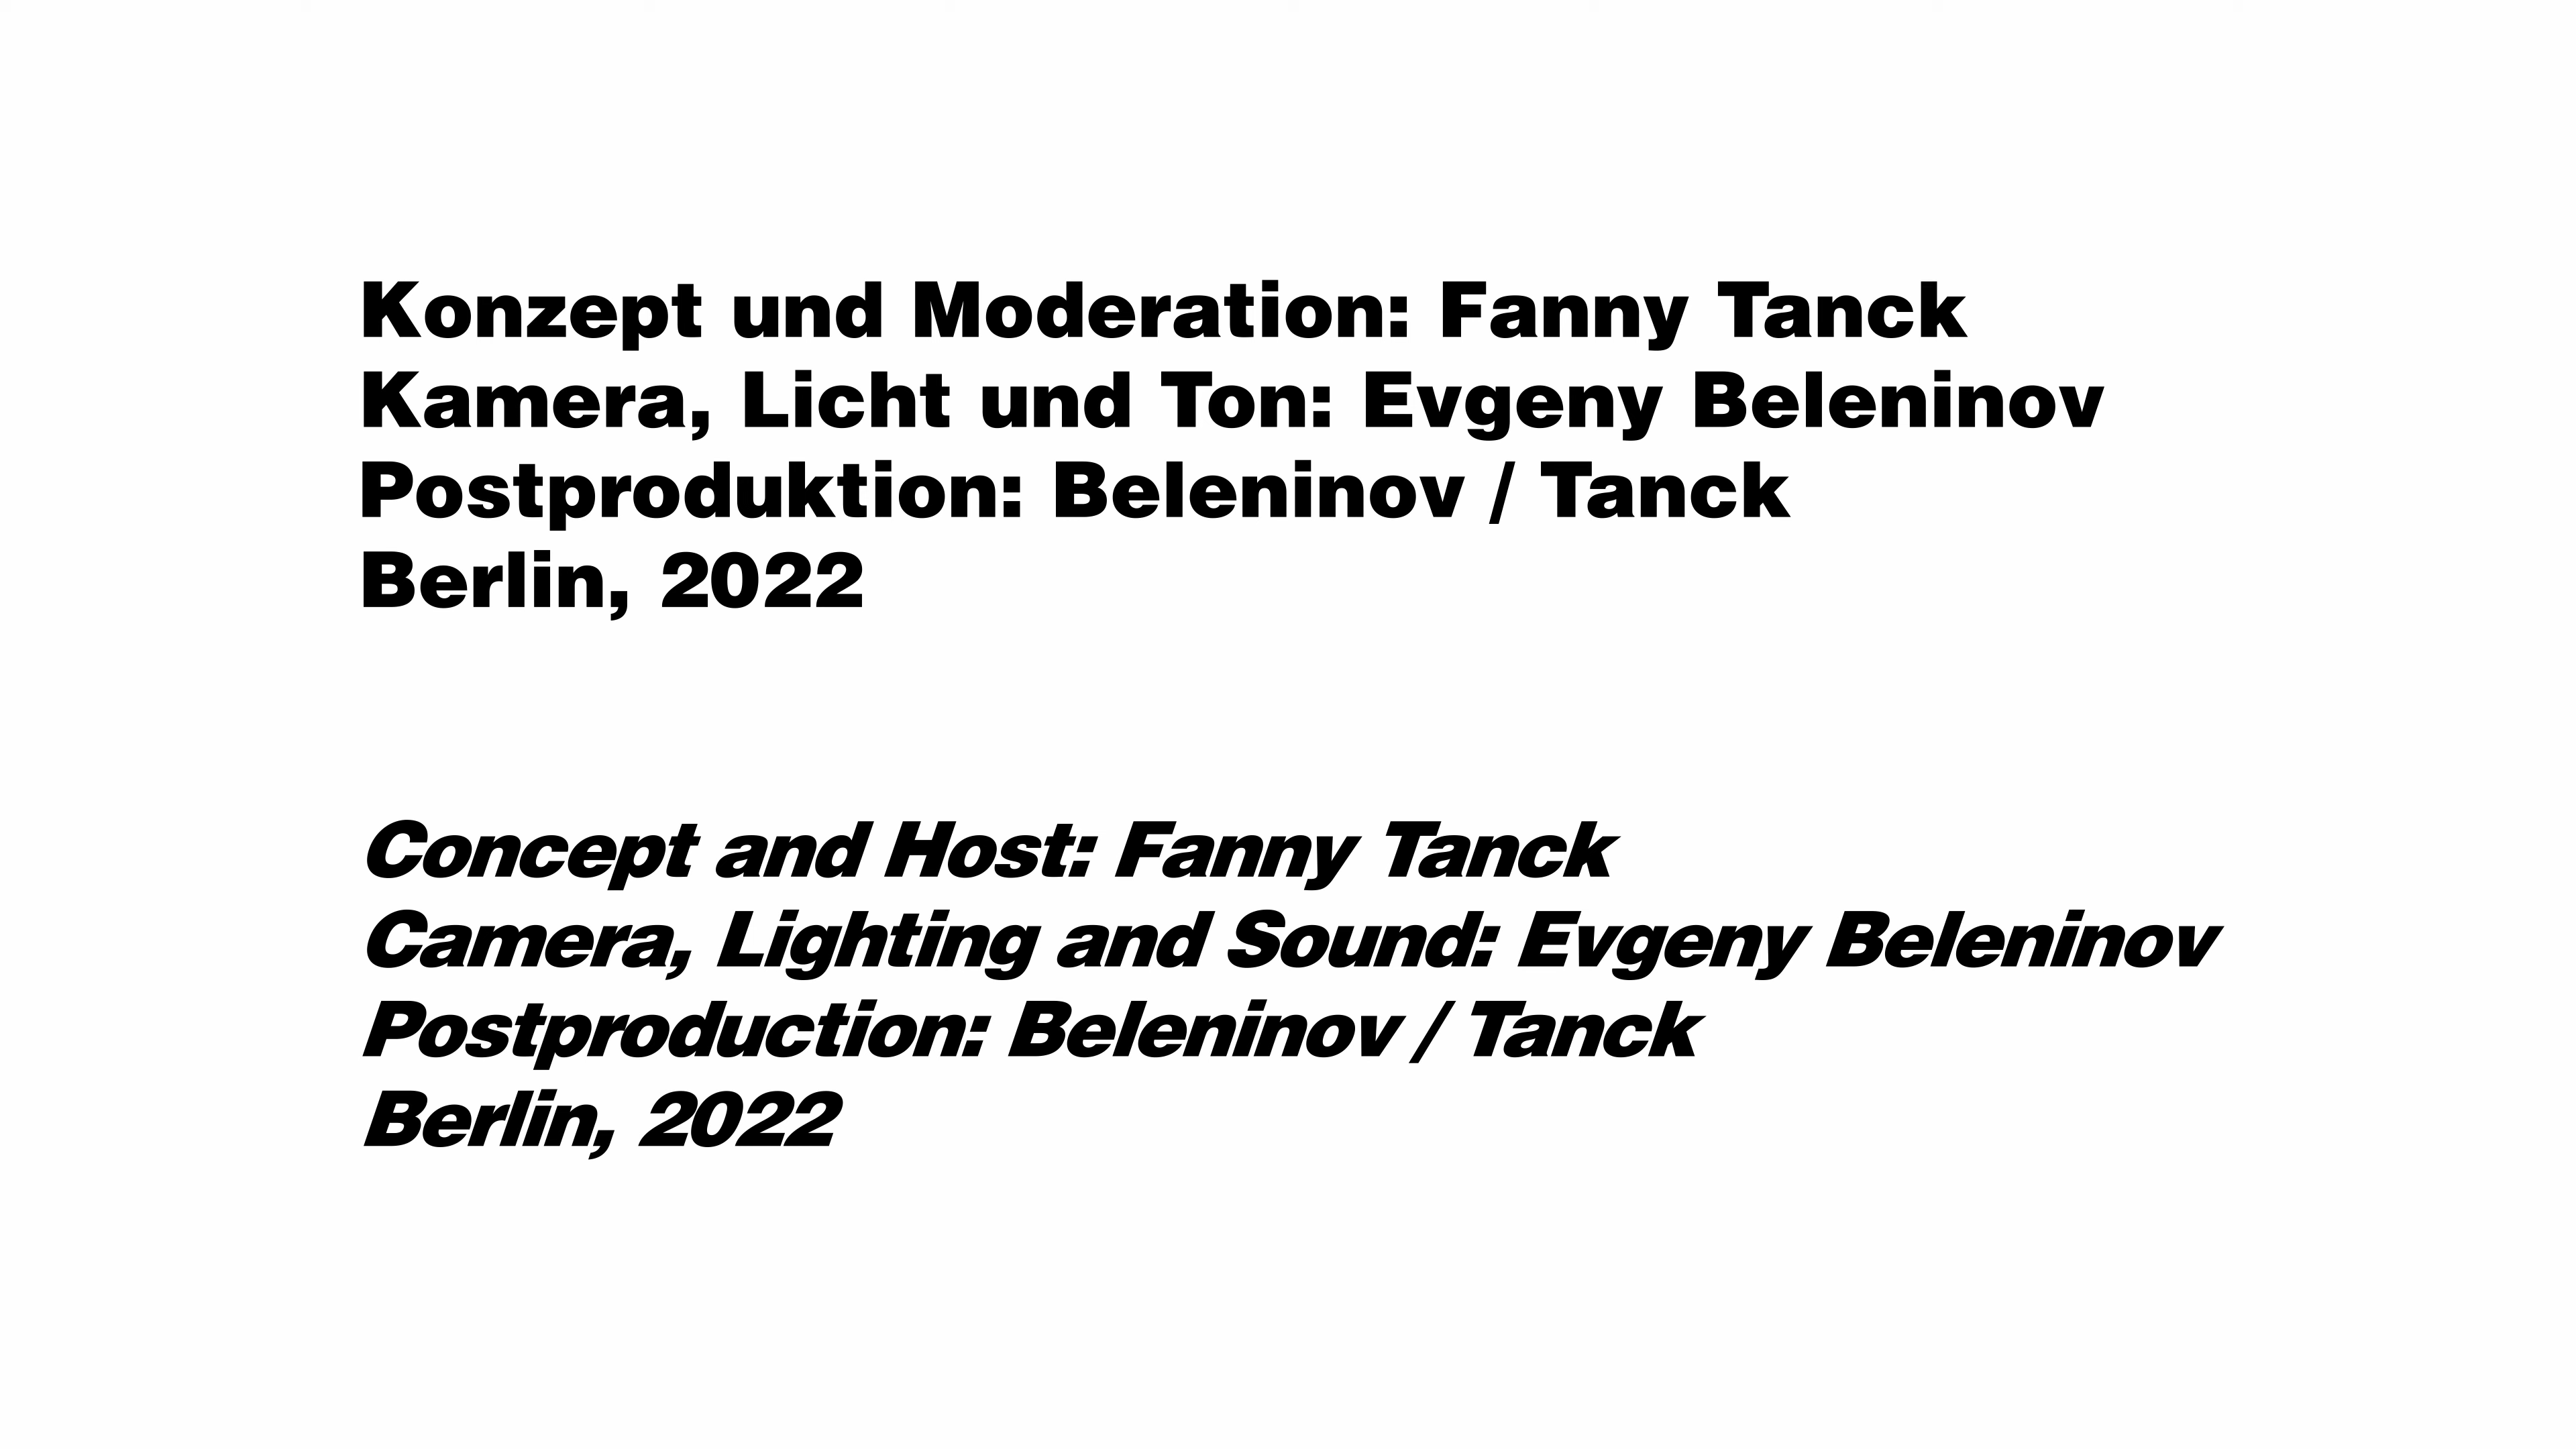 Konzept und Moderation: Fanny Tanck
Kamera, Licht und Ton: Evgeny Beleninov
Postproduktion: Beleninov / Tanck
Berlin, 2022
Concept and Host: Fanny Tanck
Camera, Lighting and Sound: Evgeny Beleninov
Postproduction: Beleninov / Tanck
Berlin, 2022